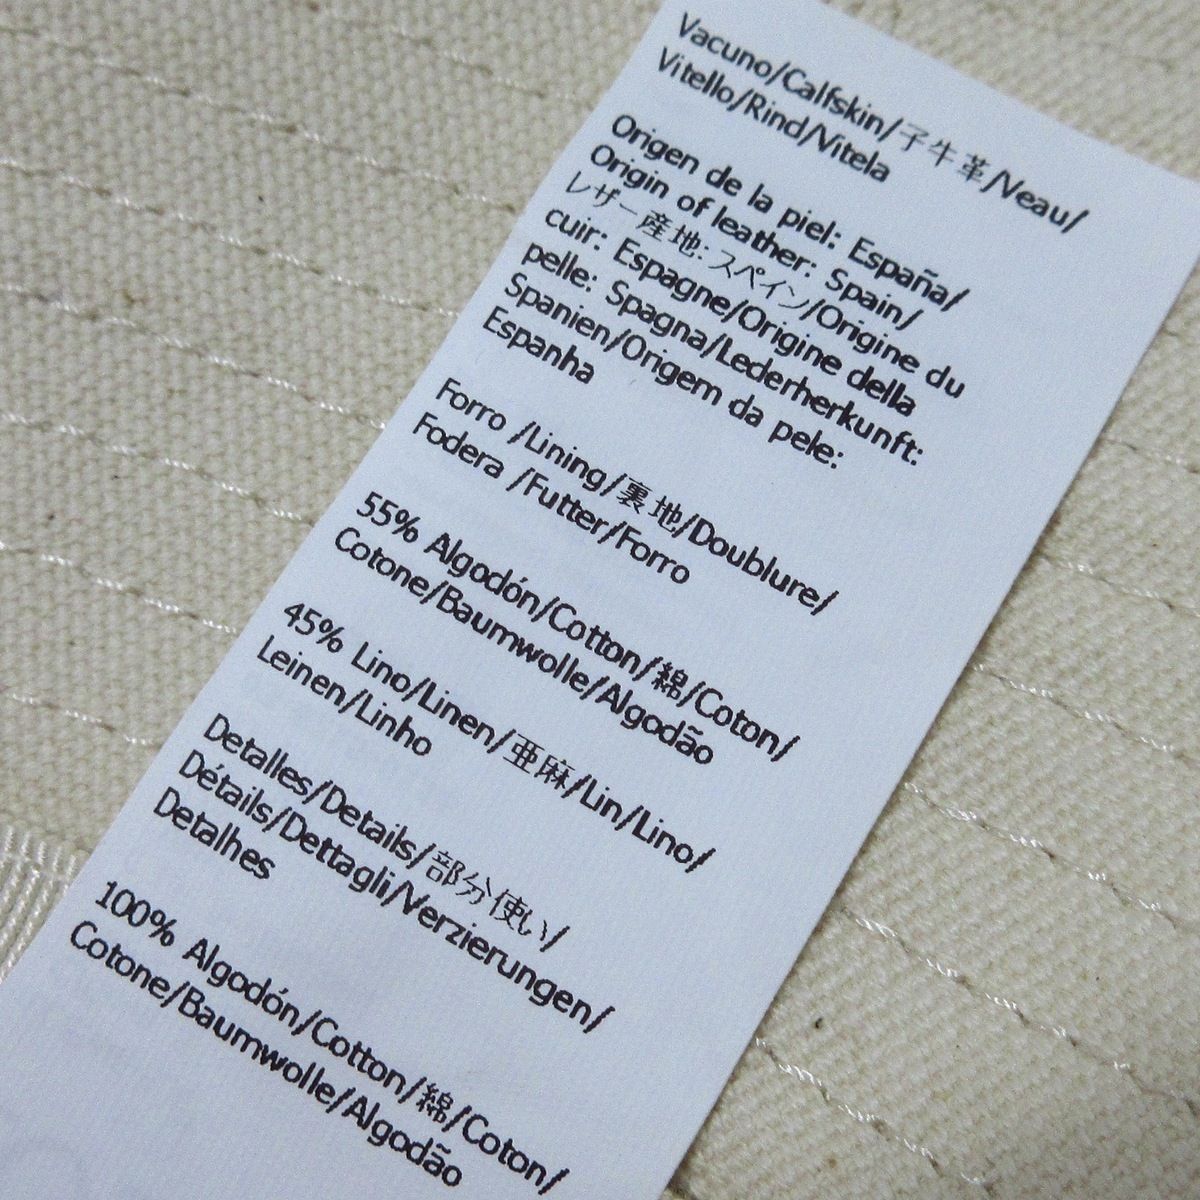 Vacuno/Calfskin/子牛革/Veau/
Vitello/Rind/Vitela
Origen de la piel: España/
Origin of leather: Spain/
レザー産地: スペイン/Origine du
cuir: Espagne/Origine della
pelle: Spagna/Lederherkunft:
Spanien/Origem da pele:
Espanha
Forro /Lining/裏地/Doublure/
Fodera /Futter/Forro
55% Algodón/Cotton/綿/Coton/
Cotone/Baumwolle/Algodão
45% Lino/Linen/亜麻/Lin/Lino/
Leinen/Linho
Detalles/Details/部分使い/
Détails/Dettagli/Verzierungen/
Detalhes
100% Algodón/Cotton/綿/Coton/
Cotone/Baumwolle/Algodão